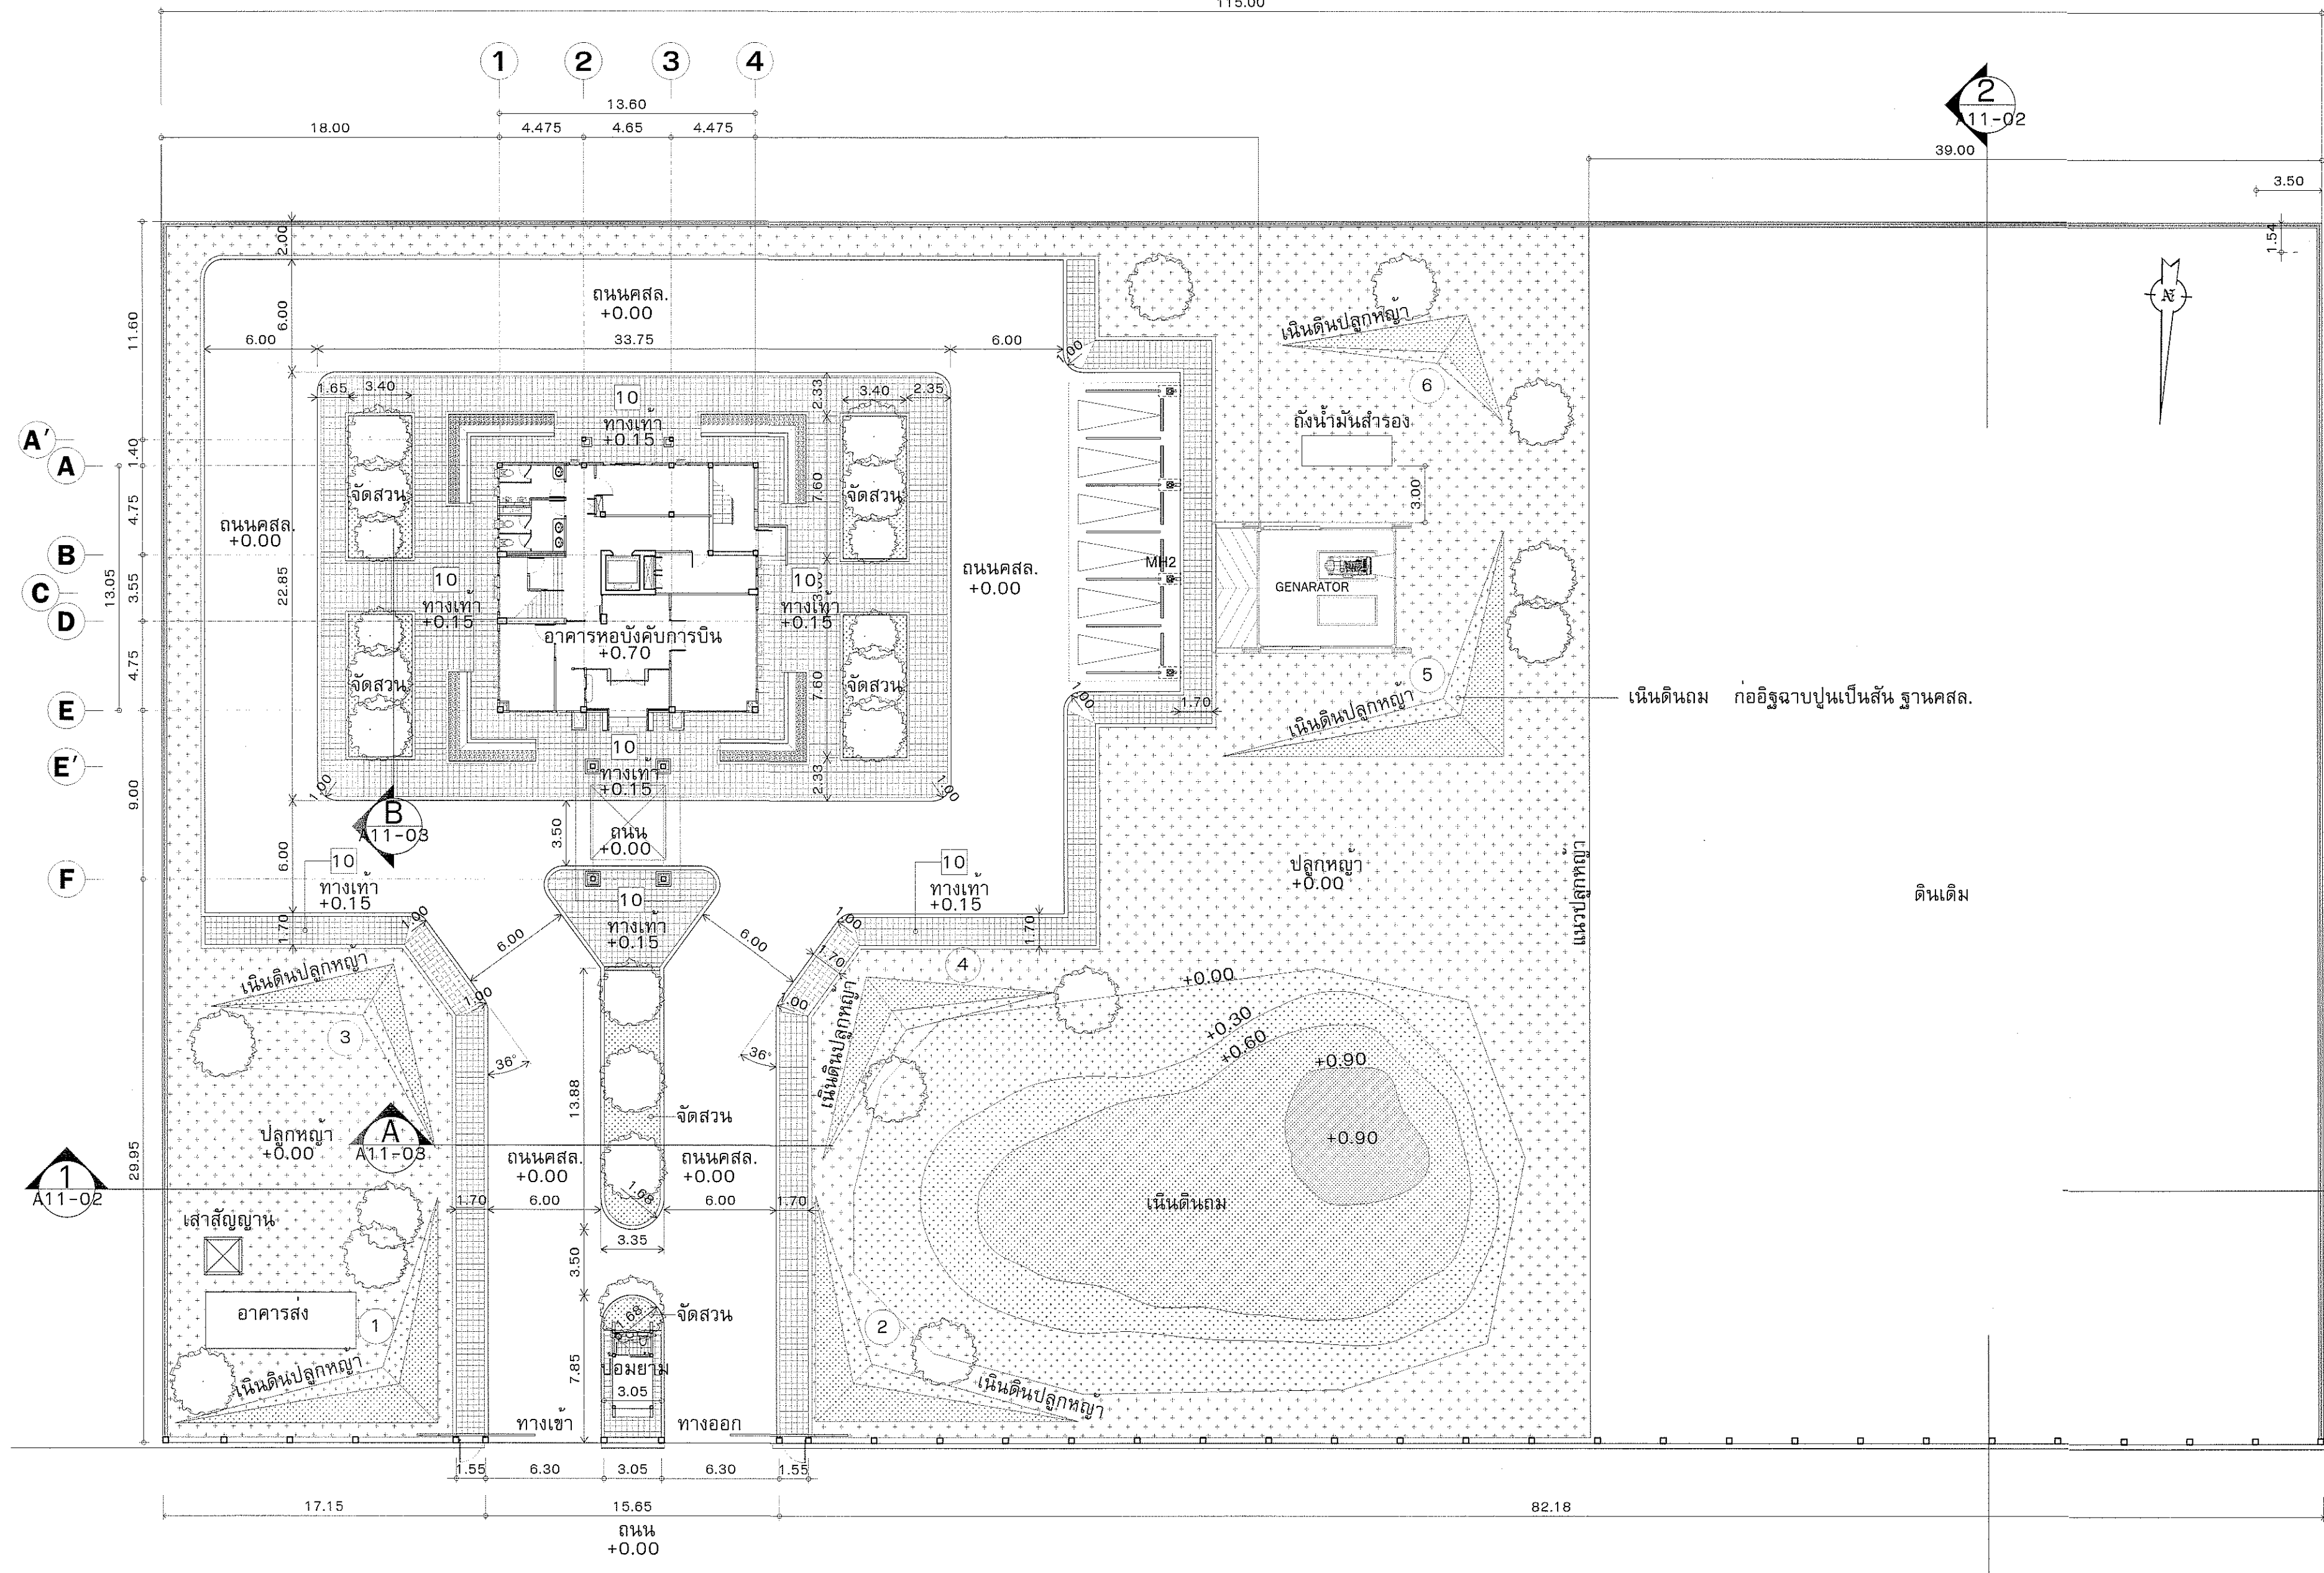 115.00
1
2
3
4
2
A11-02
13.60
18.00
4.475
4.65
4.475
39.00
3.50
2.00
1.54
ถนนคสล.
+0.00
11.60
6.00
6.00
33.75
6.00
1.00
เนินดินปลูกหญ้า
6
1.65
3.40
10
2.33
3.40
2.35
ทางเท้า
+0.15
ถังน้ำมันสำรอง
A'
1.40
A
จัดสวน
7.60
จัดสวน
3.00
4.75
ถนนคสล.
+0.00
B
MH2
ถนนคสล.
+0.00
10
ทางเท้า
+0.15
10
ทางเท้า
+0.15
GENARATOR
22.85
13.05
3.55
C
D
อาคารหอบังคับการบิน
+0.70
4.75
จัดสวน
7.60
จัดสวน
5
เนินดินปลูกหญ้า
1.00
1.70
เนินดินถม ก่ออิฐฉาบปูนเป็นสัน ฐานคสล.
E
10
ทางเท้า
+0.15
E'
2.33
1.00
1.00
9.00
B
A11-03
3.50
ถนน
+0.00
6.00
10
ทางเท้า
+0.15
10
ทางเท้า
+0.15
F
ปลูกหญ้า
+0.00
แนวปลูกหญ้า
ดินเดิม
10
ทางเท้า
+0.15
1.70
1.00
6.00
6.00
1.00
1.70
1.70
4
เนินดินปลูกหญ้า
1.00
1.00
+0.00
+0.30
+0.60
+0.90
+0.90
3
36°
36°
เนินดินปลูกหญ้า
13.88
จัดสวน
ปลูกหญ้า
+0.00
A
A11-03
29.95
1
A11-02
ถนนคสล.
+0.00
ถนนคสล.
+0.00
1.70
6.00
1.68
6.00
1.70
เนินดินถม
เสาสัญญาน
3.35
3.50
อาคารส่ง
1
1.68
จัดสวน
2
เนินดินปลูกหญ้า
7.85
ป้อมยาม
3.05
เนินดินปลูกหญ้า
ทางเข้า
ทางออก
1.55
6.30
3.05
6.30
1.55
17.15
15.65
82.18
ถนน
+0.00